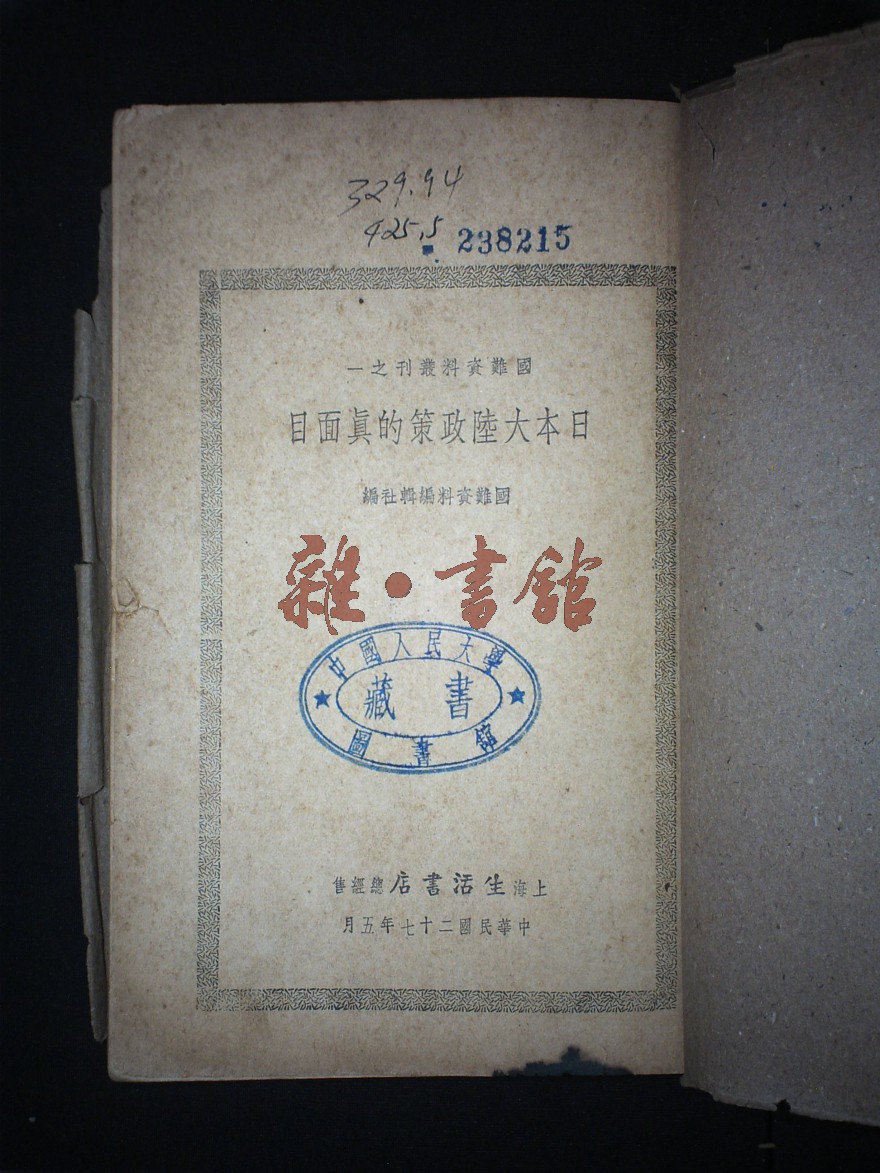 329.94
425.5
238215
國難資料叢刊之一
日本大陸政策的眞面目
國難資料編輯社編
雜·書館
中國人民大學
藏書
圖書館
上海生活書店總經售
中華民國二十七年五月